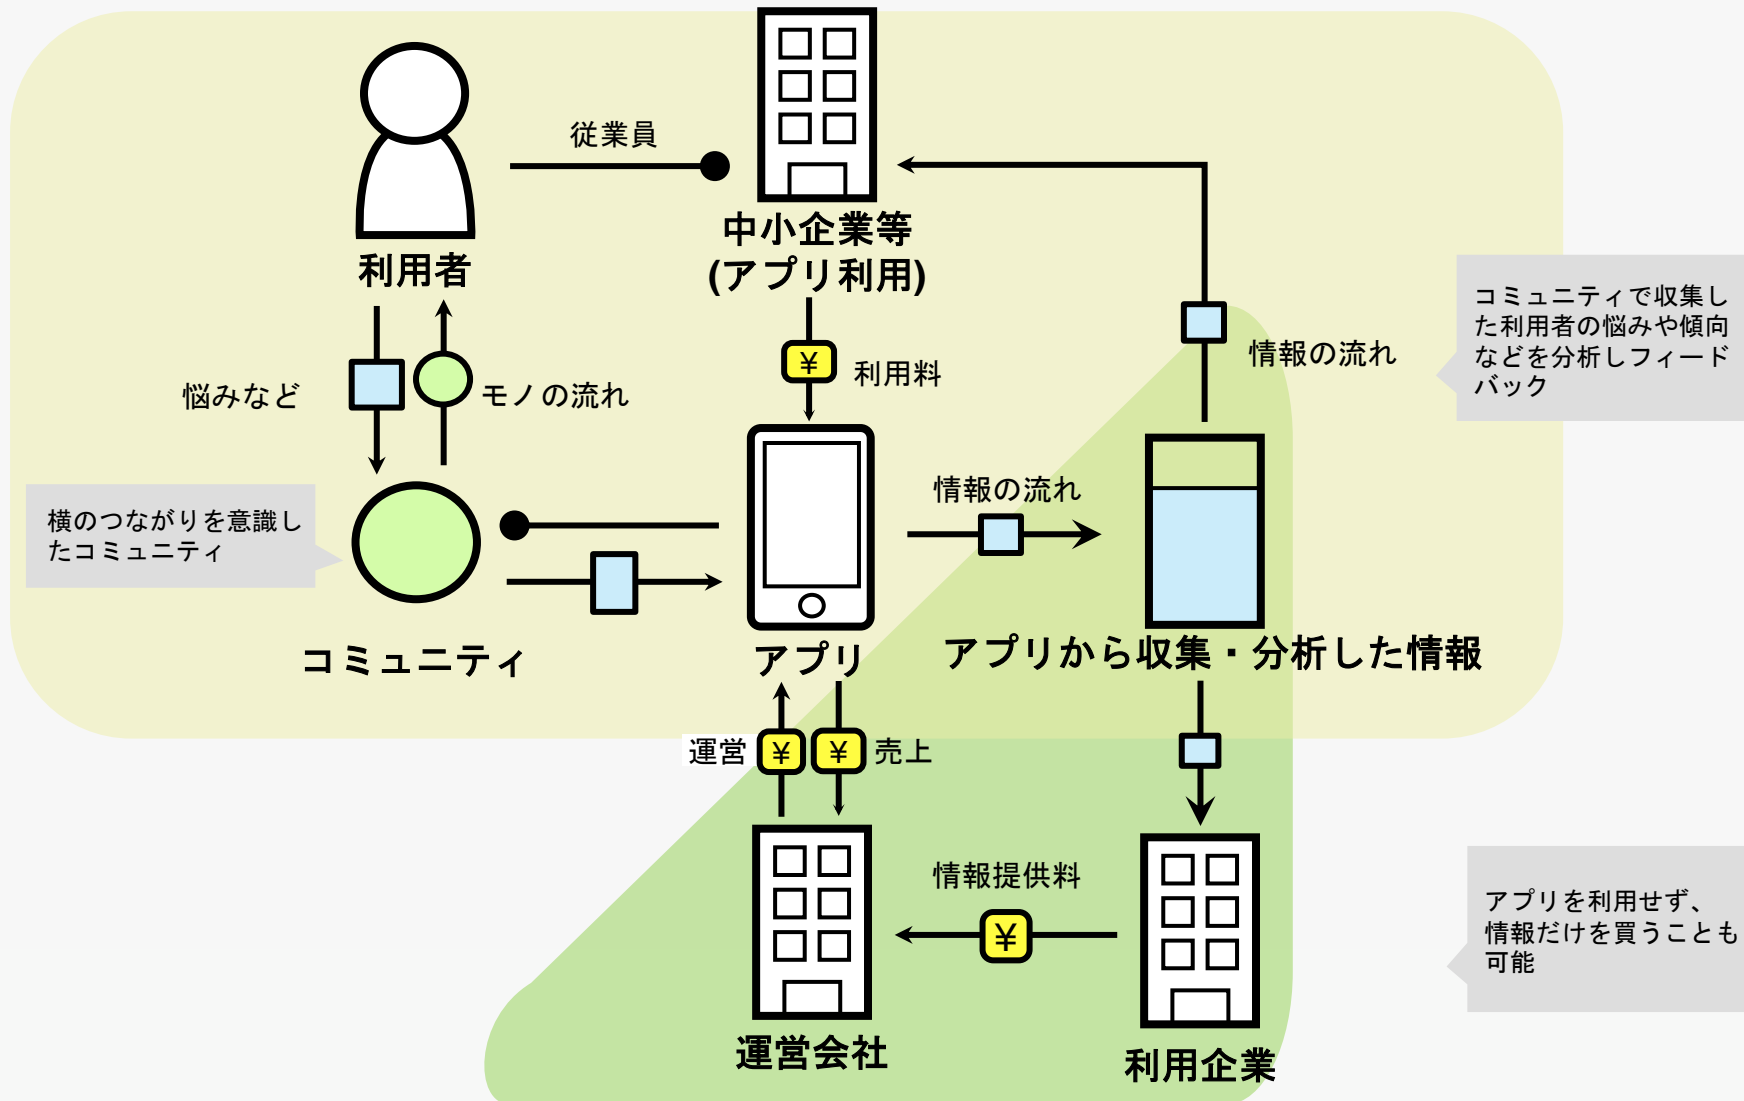 従業員
中小企業等
(アプリ利用)
利用者
コミュニティで収集し
た利用者の悩みや傾向
などを分析しフィード
バック
情報の流れ
¥
利用料
悩みなど
モノの流れ
情報の流れ
横のつながりを意識し
たコミュニティ
コミュニティ
アプリ
アプリから収集・分析した情報
運営
¥
¥
売上
情報提供料
¥
アプリを利用せず、
情報だけを買うことも
可能
運営会社
利用企業